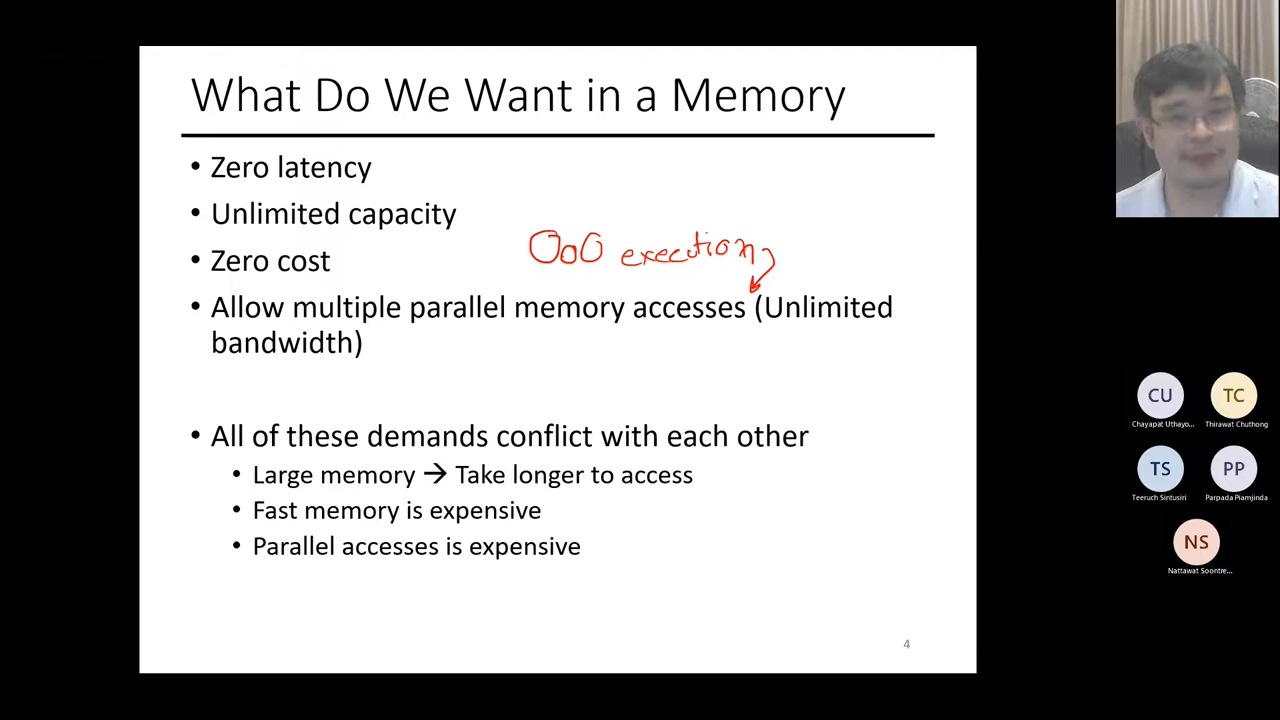 What Do We Want in a Memory
• Zero latency
• Unlimited capacity
• Zero cost
OoO execution
• Allow multiple parallel memory accesses (Unlimited
bandwidth)
• All of these demands conflict with each other
• Large memory → Take longer to access
• Fast memory is expensive
• Parallel accesses is expensive
4
CU
Chayapat Uthayo...
TC
Thirawat Chuthong
TS
Teeruch Sintusiri
PP
Parpada Piamjinda
NS
Nattawat Soontre...